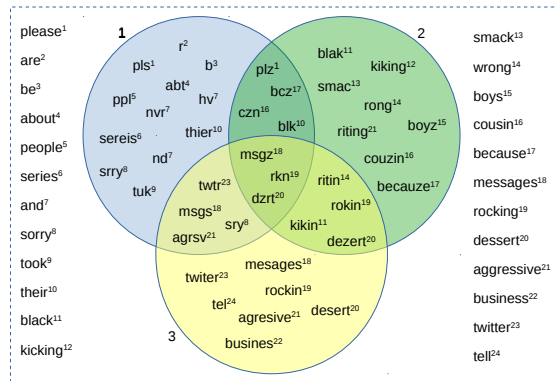 please¹
are²
be³
about⁴
people⁵
series⁶
and⁷
sorry⁸
took⁹
their¹⁰
black¹¹
kicking¹²
1
r²
pls¹
b³
abt⁴
ppl⁵
hv⁷
nvr⁷
sereis⁶
thier¹⁰
nd⁷
srry⁸
tuk⁹
plz¹
bcz¹⁷
czn¹⁶
blk¹⁰
2
blak¹¹
kiking¹²
smac¹³
rong¹⁴
boyz¹⁵
riting²¹
couzin¹⁶
becauze¹⁷
msgz¹⁸
rkn¹⁹
dzrt²⁰
twtr²³
msgs¹⁸
sry⁸
agrsv²¹
ritin¹⁴
rokin¹⁹
kikin¹¹
dezert²⁰
3
mesages¹⁸
twiter²³
rockin¹⁹
tel²⁴
agresive²¹
desert²⁰
busines²²
smack¹³
wrong¹⁴
boys¹⁵
cousin¹⁶
because¹⁷
messages¹⁸
rocking¹⁹
dessert²⁰
aggressive²¹
business²²
twitter²³
tell²⁴